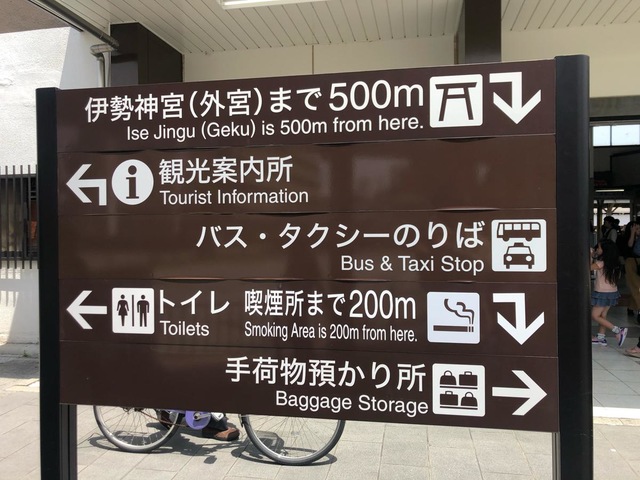 伊勢神宮(外宮)まで500m
Ise Jingu (Geku) is 500m from here.
観光案内所
Tourist Information
バス・タクシーのりば
Bus & Taxi Stop
トイレ 喫煙所まで200m
Toilets Smoking Area is 200m from here.
手荷物預かり所
Baggage Storage